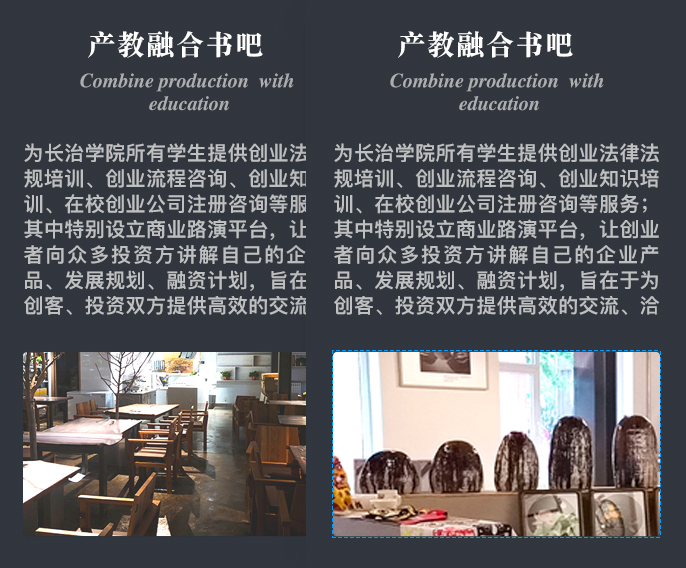 产教融合书吧
Combine production with
education
为长治学院所有学生提供创业法
规培训、创业流程咨询、创业知
训、在校创业公司注册咨询等服
其中特别设立商业路演平台，让
者向众多投资方讲解自己的企
品、发展规划、融资计划，旨在
创客、投资双方提供高效的交流
产教融合书吧
Combine production with
education
为长治学院所有学生提供创业法律法
规培训、创业流程咨询、创业知识培
训、在校创业公司注册咨询等服务；
其中特别设立商业路演平台，让创业
者向众多投资方讲解自己的企业产
品、发展规划、融资计划，旨在于为
创客、投资双方提供高效的交流、洽